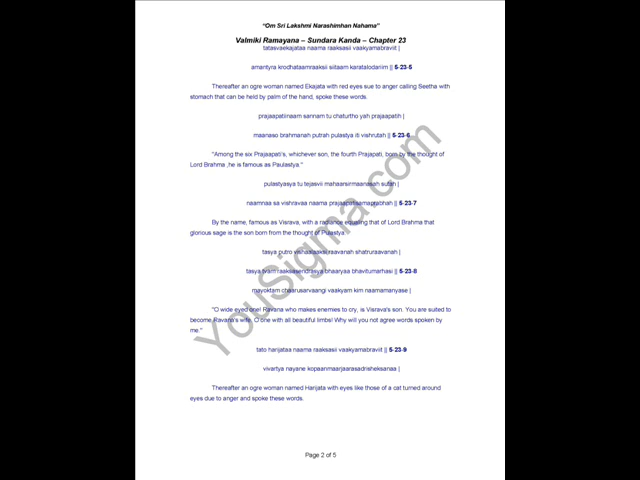 “Om Sri Lakshmi Narashimhan Nahama”
Valmiki Ramayana – Sundara Kanda – Chapter 23
tatasvaekajataa naama raaksasii vaakyamabraviit |
amantyra krodhataamraaksii siitaam karatalodariim || 5-23-5
Thereafter an ogre woman named Ekajata with red eyes sue to anger calling Seetha with
stomach that can be held by palm of the hand, spoke these words.
prajaapatiinaam sannam tu chaturtho yah prajaapatih |
maanaso brahmanah putrah pulastya iti vishrutah || 5-23-6
"Among the six Prajaapati's, whichever son, the fourth Prajapati, born by the thought of
Lord Brahma ,he is famous as Paulastya."
pulastyasya tu tejasvii mahaarsirmaanasah sutah |
naamnaa sa vishravaa naama prajaapatisamaprabhah || 5-23-7
By the name, famous as Visrava, with a radiance equaling that of Lord Brahma that
glorious sage is the son born from the thought of Pulastya.
tasya putro vishaalaaksiraavanah shatruraavanah |
tasya tvam raaksasendrasya bhaaryaa bhavitumarhasi || 5-23-8
mayoktam chaarusarvaangi vaakyam kim naamamanyase |
"O wide eyed one! Ravana who makes enemies to cry, is Visrava's son. You are suited to
become Ravana's wife. O one with all beautiful limbs! Why will you not agree words spoken by
me."
tato harijataa naama raaksasii vaakyamabraviit || 5-23-9
vivartya nayane kopaanmaarjaarasadrisheksanaa |
Thereafter an ogre woman named Harijata with eyes like those of a cat turned around
eyes due to anger and spoke these words.
YouSigma.com
Page 2 of 5